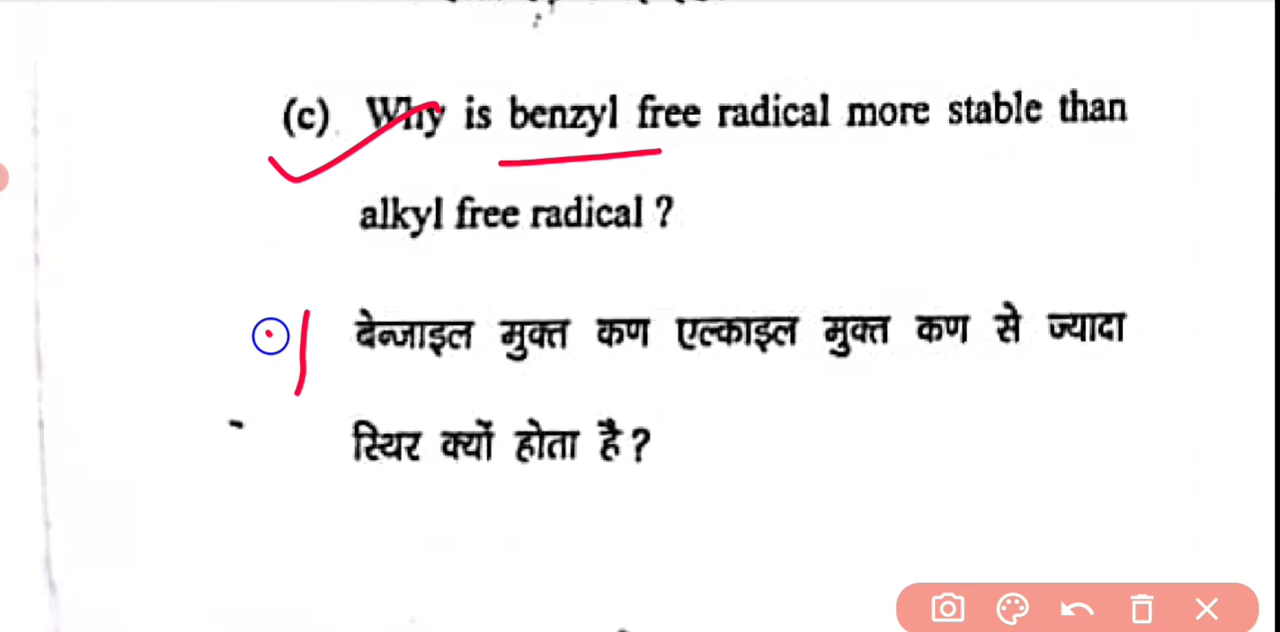 (c) Why is benzyl free radical more stable than
alkyl free radical ?
बेन्जाइल मुक्त कण एल्काइल मुक्त कण से ज्यादा
स्थिर क्यों होता है ?